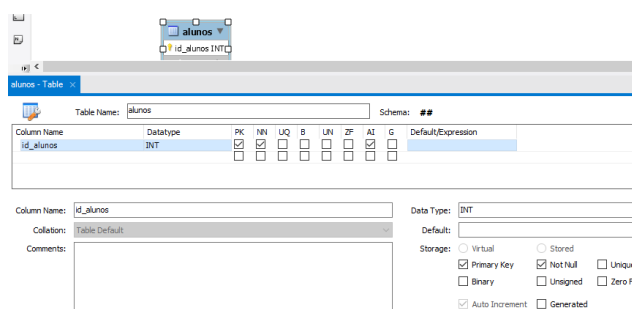 alunos
id_alunos INT
alunos - Table
Table Name: alunos Schema: ##
Column Name Datatype PK NN UQ B UN ZF AI G Default/Expression
id_alunos INT
Column Name: id_alunos Data Type: INT
Collation: Table Default Default:
Comments: Storage: Virtual Stored
Primary Key Not Null Unique
Binary Unsigned Zero F
Auto Increment Generated